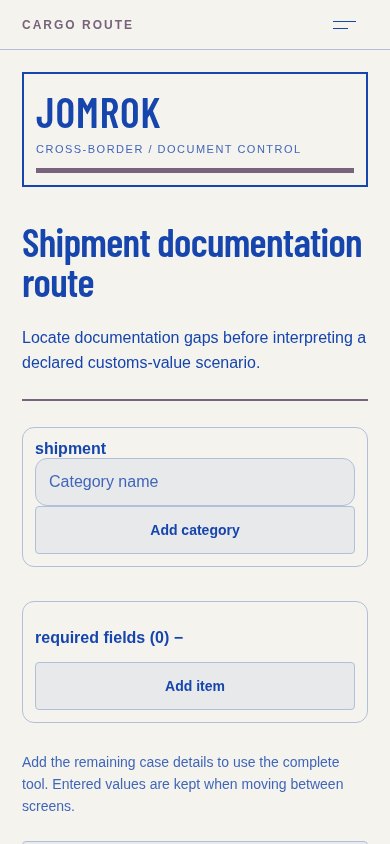 CARGO ROUTE
JOMROK
CROSS-BORDER / DOCUMENT CONTROL
Shipment documentation
route
Locate documentation gaps before interpreting a
declared customs-value scenario.
shipment
Category name
Add category
required fields (0) –
Add item
Add the remaining case details to use the complete
tool. Entered values are kept when moving between
screens.